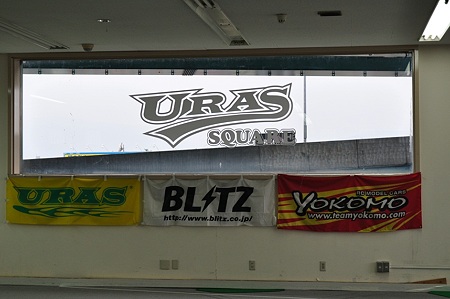 URAS
SQUARE
URAS
BLITZ
http://www.blitz.co.jp/
RC MODEL CARS
YOKOMO
www.teamyokomo.com